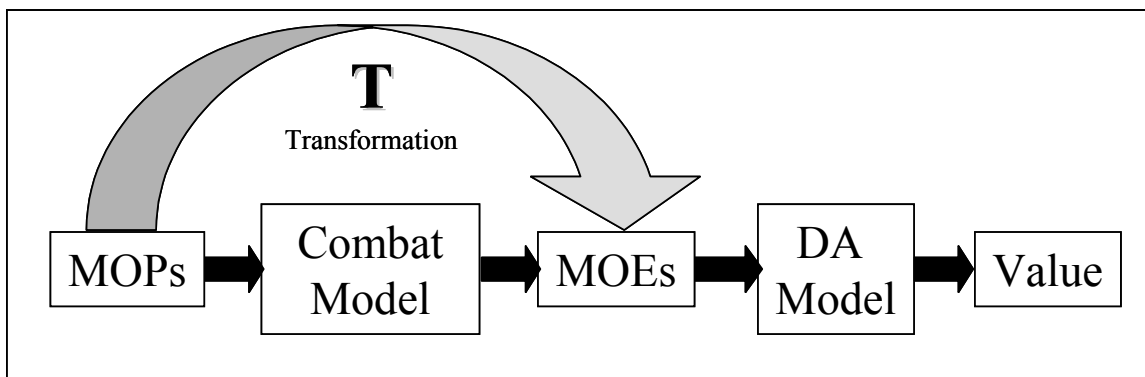 T
Transformation
MOPs
Combat
Model
MOEs
DA
Model
Value